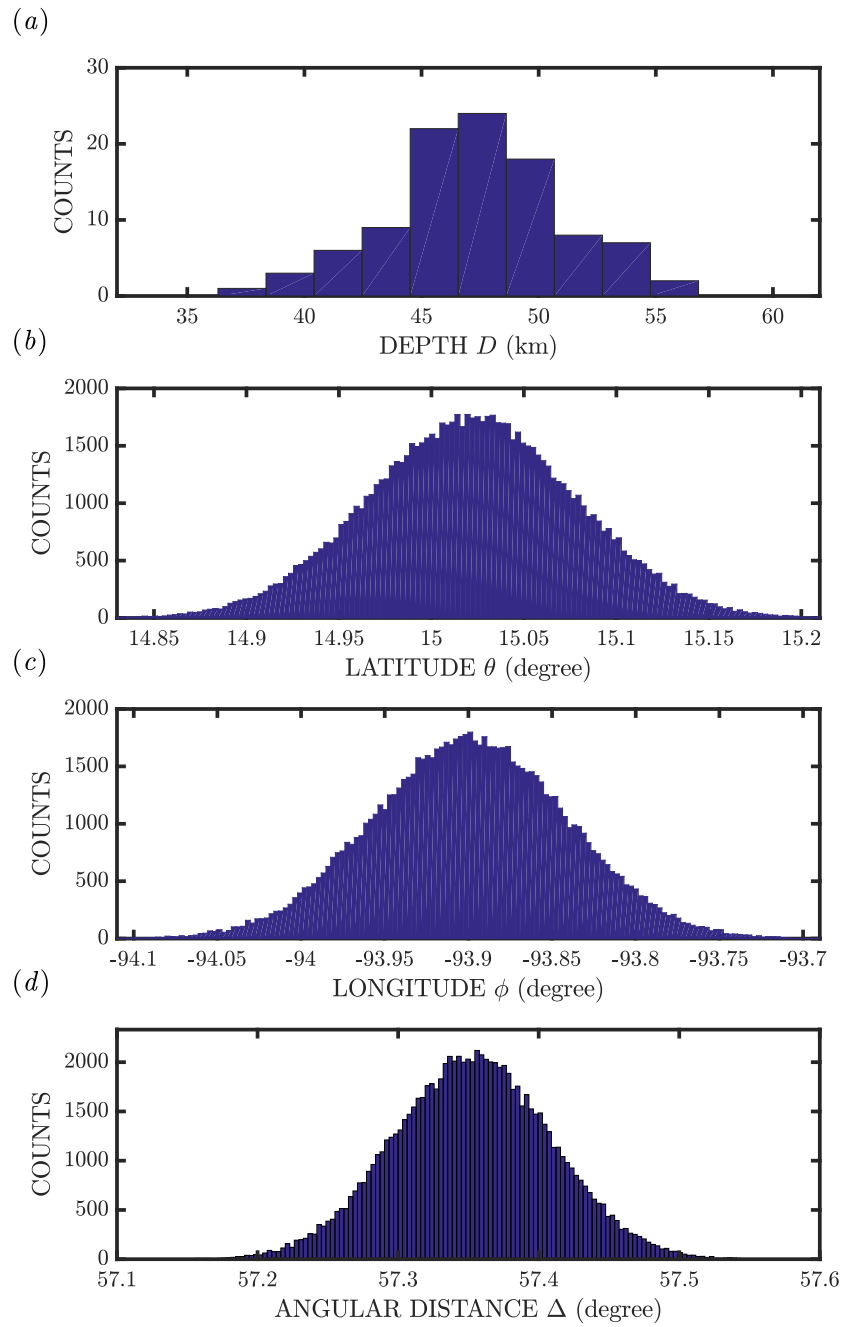 (a)
30
20
10
0
COUNTS
35 40 45 50 55 60
DEPTH D (km)
(b)
2000
1500
1000
500
0
COUNTS
14.85 14.9 14.95 15 15.05 15.1 15.15 15.2
LATITUDE θ (degree)
(c)
2000
1500
1000
500
0
COUNTS
-94.1 -94.05 -94 -93.95 -93.9 -93.85 -93.8 -93.75 -93.7
LONGITUDE ϕ (degree)
(d)
2000
1500
1000
500
0
COUNTS
57.1 57.2 57.3 57.4 57.5 57.6
ANGULAR DISTANCE Δ (degree)